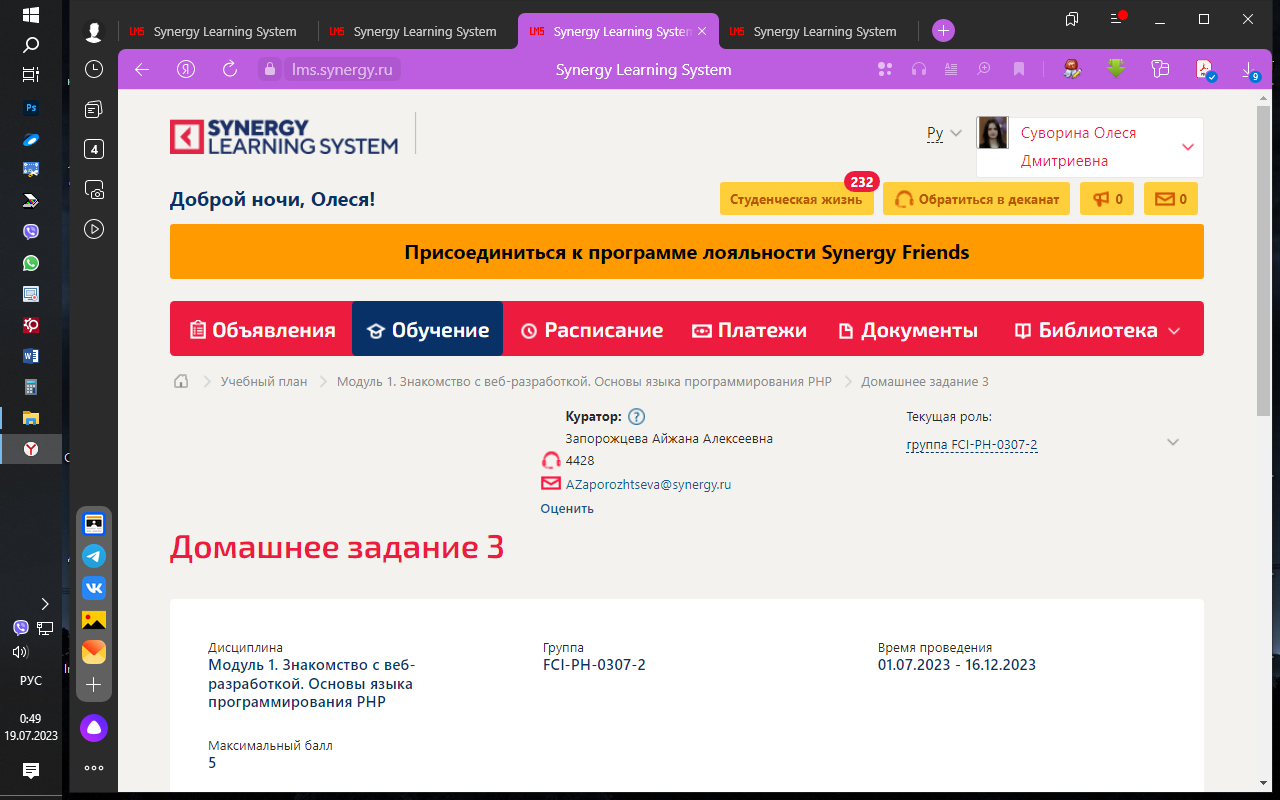 Synergy Learning System
Synergy Learning System
Synergy Learning System
Synergy Learning System
lms.synergy.ru
Synergy Learning System
9
4
SYNERGY
LEARNING SYSTEM
Ру
Суворина Олеся
Дмитриевна
Доброй ночи, Олеся!
232
Студенческая жизнь
Обратиться в деканат
0
0
Присоединиться к программе лояльности Synergy Friends
Объявления
Обучение
Расписание
Платежи
Документы
Библиотека
Учебный план
Модуль 1. Знакомство с веб-разработкой. Основы языка программирования PHP
Домашнее задание 3
Куратор: ?
Запорожцева Айжана Алексеевна
4428
AZaporozhtseva@synergy.ru
Оценить
Текущая роль:
группа FCI-PH-0307-2
Домашнее задание 3
Дисциплина
Модуль 1. Знакомство с веб-
разработкой. Основы языка
программирования PHP
Группа
FCI-PH-0307-2
Время проведения
01.07.2023 - 16.12.2023
Максимальный балл
5
РУС
0:49
19.07.2023